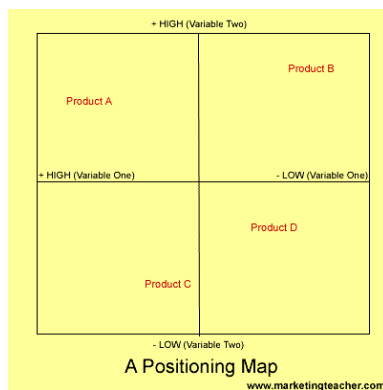 + HIGH (Variable Two)
Product B
Product A
+ HIGH (Variable One)
- LOW (Variable One)
Product D
Product C
- LOW (Variable Two)
A Positioning Map
www.marketingteacher.com